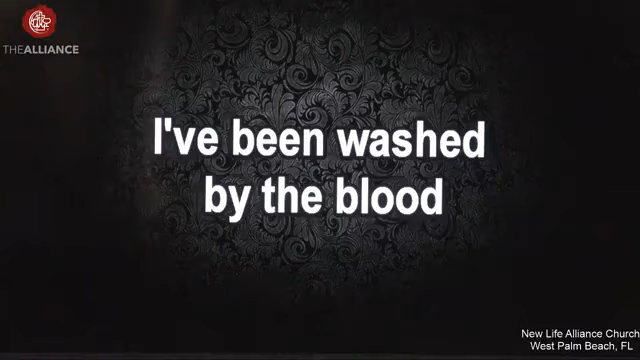 THEALLIANCE
I've been washed
by the blood
New Life Alliance Church
West Palm Beach, FL